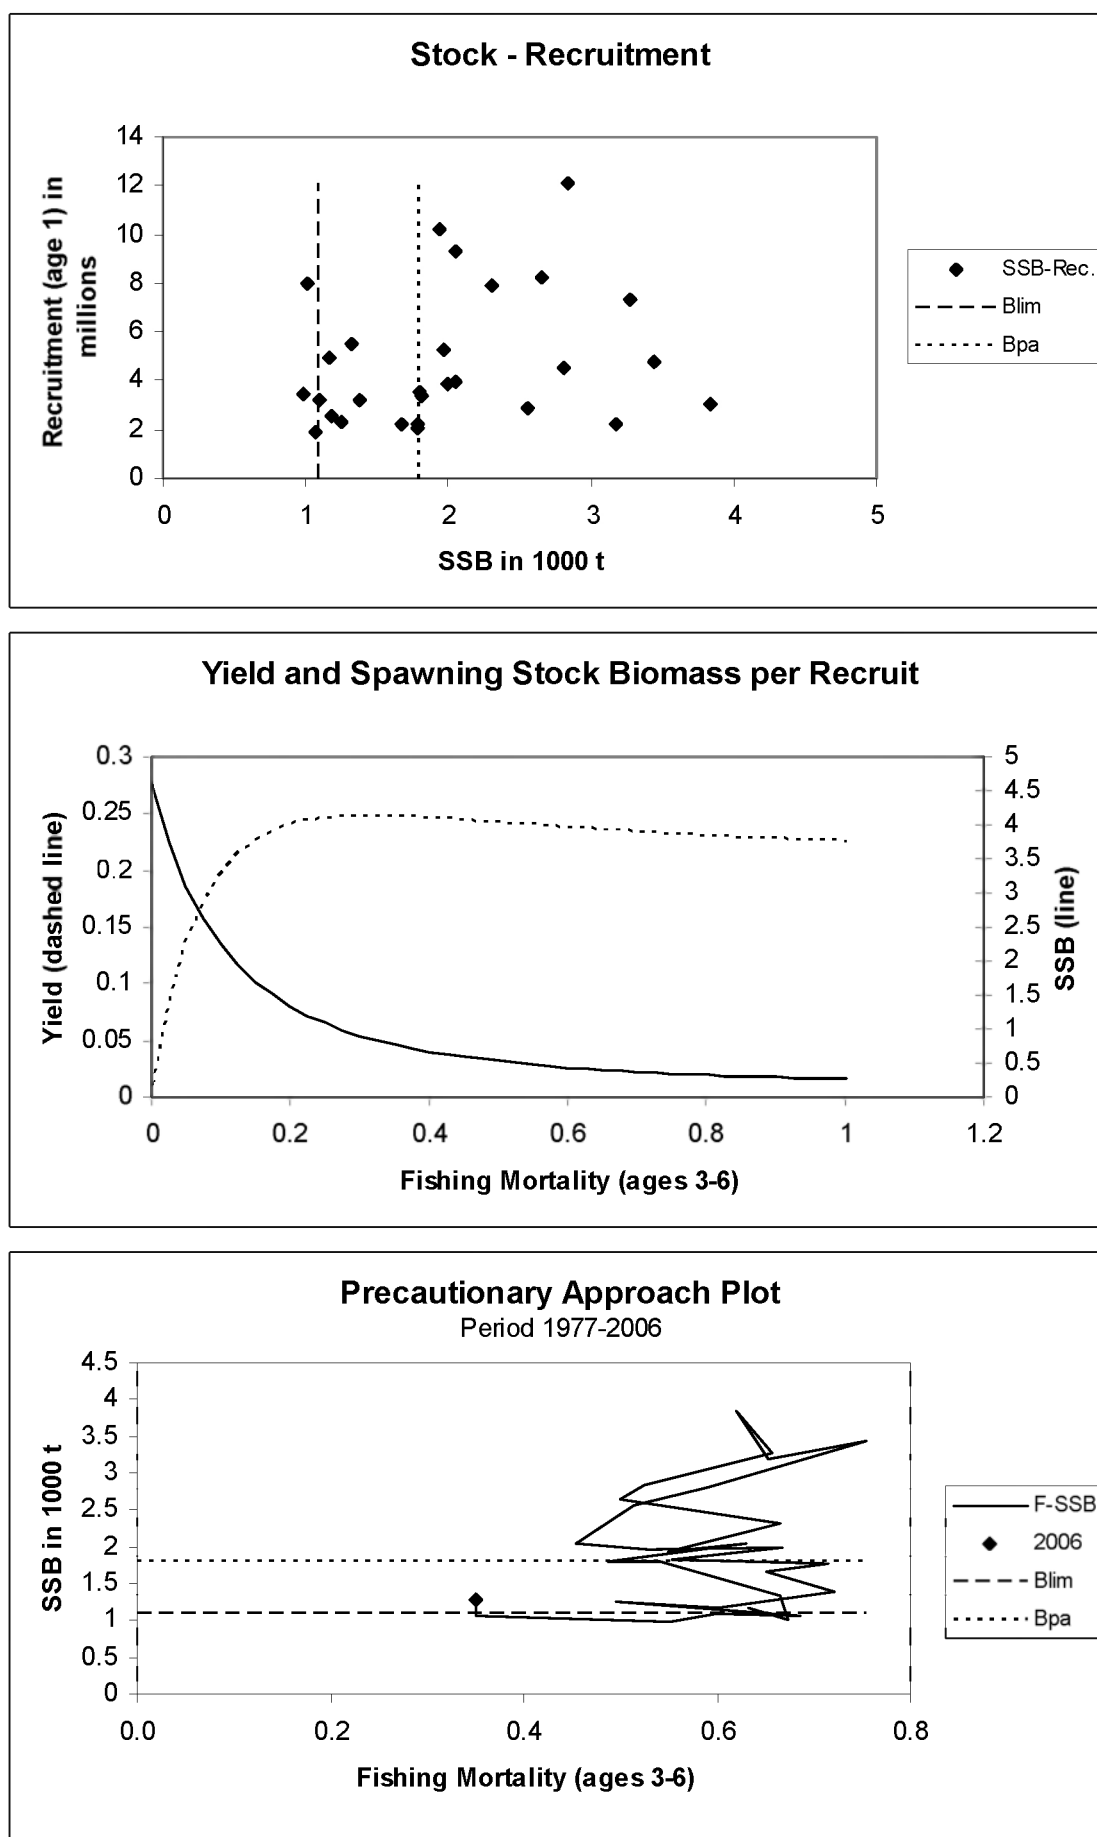 Stock - Recruitment
14
12
10
8
6
4
2
0
Recruitment (age 1) in
millions
0 1 2 3 4 5
SSB in 1000 t
SSB-Rec.
Blim
Bpa
Yield and Spawning Stock Biomass per Recruit
0.3
0.25
0.2
0.15
0.1
0.05
0
Yield (dashed line)
5
4.5
4
3.5
3
2.5
2
1.5
1
0.5
0
SSB (line)
0 0.2 0.4 0.6 0.8 1 1.2
Fishing Mortality (ages 3-6)
Precautionary Approach Plot
Period 1977-2006
4.5
4
3.5
3
2.5
2
1.5
1
0.5
0
SSB in 1000 t
0.0 0.2 0.4 0.6 0.8
Fishing Mortality (ages 3-6)
F-SSB
2006
Blim
Bpa